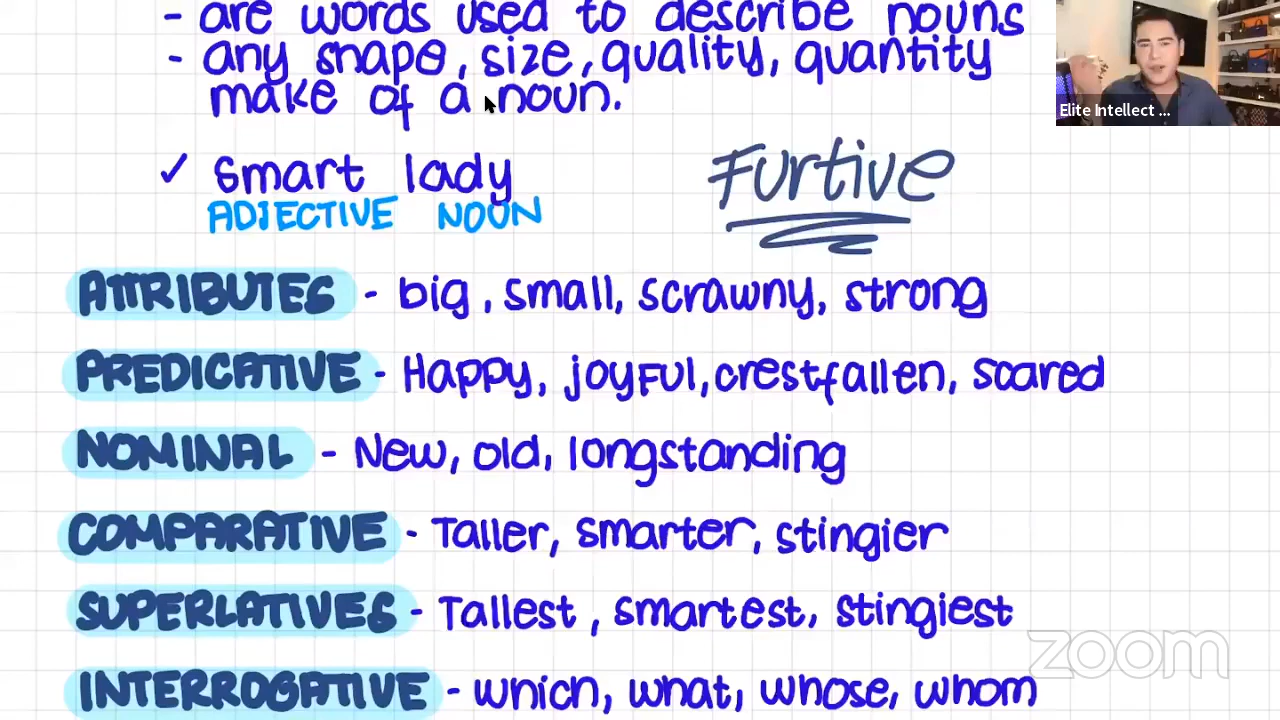 - are words used to describe nouns
- any shape, size, quality, quantity
make of a noun.
Elite Intellect ...
✓ Smart lady
Furtive
ADJECTIVE NOUN
ATTRIBUTES - big, small, scrawny, strong
PREDICATIVE - Happy, joyful, crestfallen, scared
NOMINAL - New, old, longstanding
COMPARATIVE - Taller, smarter, stingier
SUPERLATIVES - Tallest, smartest, stingiest
zoom
INTERROGATIVE - which, what, whose, whom